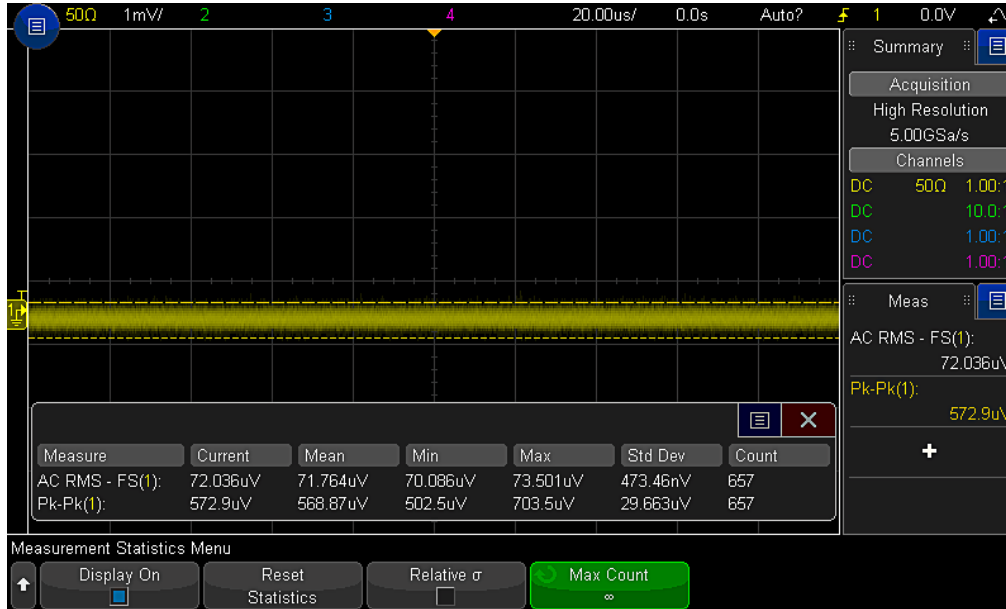 50Ω 1mV/ 2 3 4 20.00us/ 0.0s Auto? 1 0.0V
Summary
Acquisition
High Resolution
5.00GSa/s
Channels
DC 50Ω 1.00:1
DC 10.0:1
DC 1.00:1
DC 1.00:1
Meas
AC RMS - FS(1):
72.036uV
Pk-Pk(1):
572.9uV
+
1
Measure Current Mean Min Max Std Dev Count
AC RMS - FS(1): 72.036uV 71.764uV 70.086uV 73.501uV 473.46nV 657
Pk-Pk(1): 572.9uV 568.87uV 502.5uV 703.5uV 29.663uV 657
Measurement Statistics Menu
Display On
Reset
Statistics
Relative σ
Max Count
∞